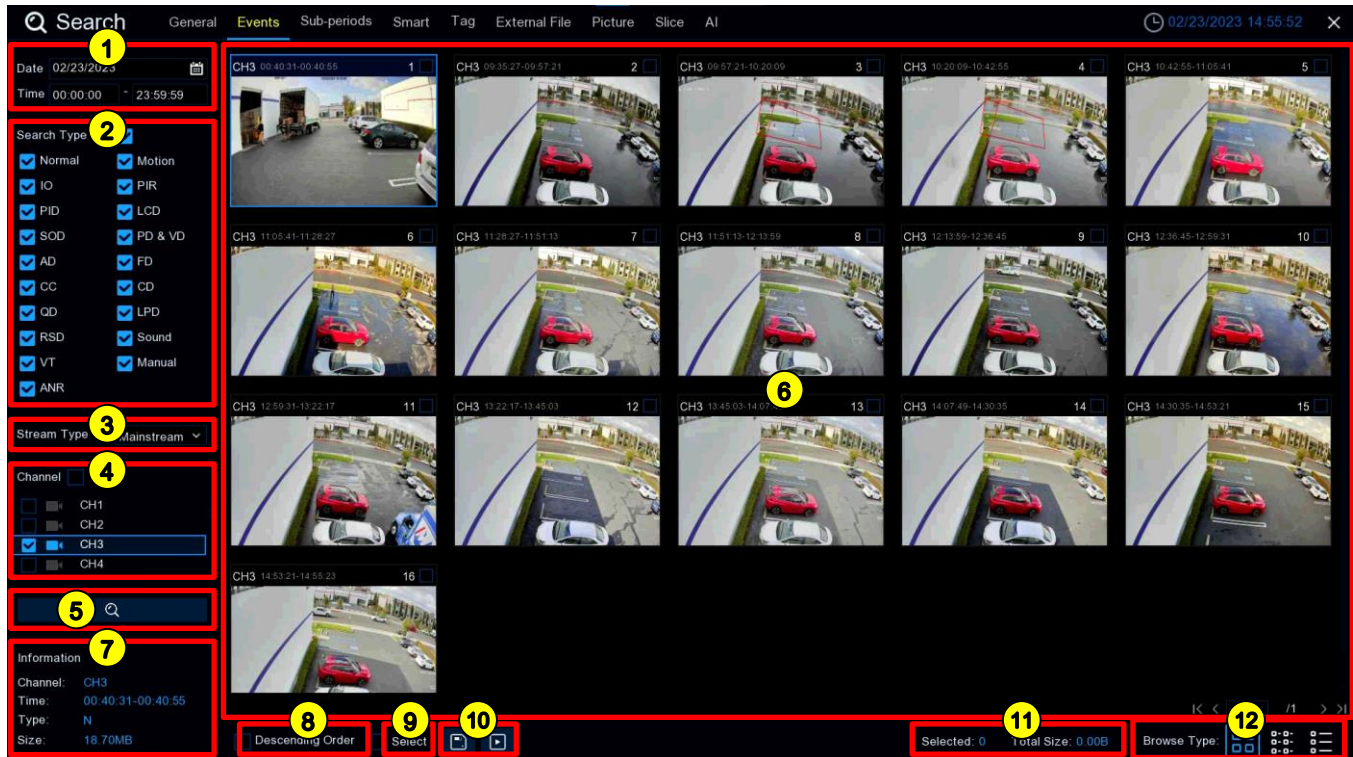 Search General Events Sub-periods Smart Tag External File Picture Slice AI 02/23/2023 14:55:52 X
1
Date 02/23/2023
Time 00:00:00 - 23:59:59
2
Search Type
Normal Motion
IO PIR
PID LCD
SOD PD & VD
AD FD
CC CD
QD LPD
RSD Sound
VT Manual
ANR
3
Stream Type Mainstream
4
Channel
CH1
CH2
CH3
CH4
5
7
Information
Channel: CH3
Time: 00:40:31-00:40:55
Type: N
Size: 18.70MB
CH3 00:40:31-00:40:55 1
CH3 09:35:27-09:57:21 2
CH3 09:57:21-10:20:09 3
CH3 10:20:09-10:42:55 4
CH3 10:42:55-11:05:41 5
CH3 11:05:41-11:28:27 6
CH3 11:28:27-11:51:13 7
CH3 11:51:13-12:13:59 8
CH3 12:13:59-12:36:45 9
CH3 12:36:45-12:59:31 10
6
CH3 12:59:31-13:22:17 11
CH3 13:22:17-13:45:03 12
CH3 13:45:03-14:07 13
CH3 14:07:49-14:30:35 14
CH3 14:30:35-14:53:21 15
CH3 14:53:21-14:55:23 16
/1
8
Descending Order
9
Select
10
11
Selected: 0 Total Size: 0.00B
12
Browse Type: